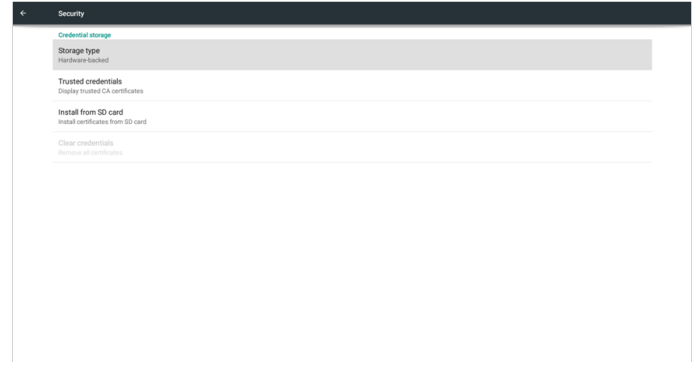 Security
Credential storage
Storage type
Hardware-backed
Trusted credentials
Display trusted CA certificates
Install from SD card
Install certificates from SD card
Clear credentials
Remove all certificates